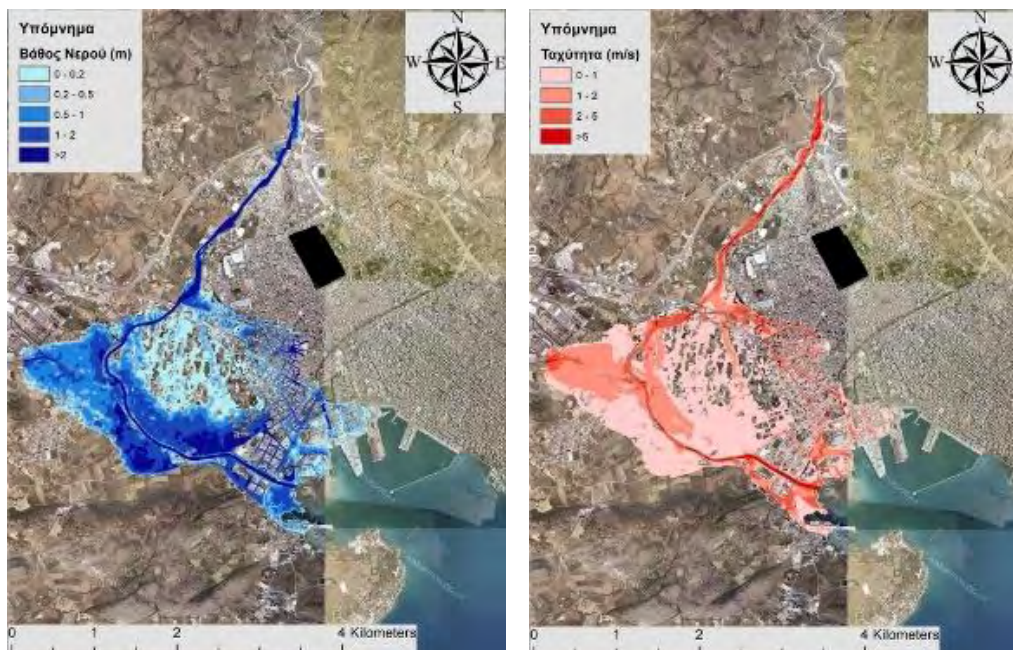 Υπόμνημα
Βάθος Νερού (m)
0 - 0.2
0.2 - 0.5
0.5 - 1
1 - 2
>2
N
W E
S
0 1 2 4 Kilometers
Υπόμνημα
Ταχύτητα (m/s)
0 - 1
1 - 2
2 - 5
>5
N
W E
S
0 1 2 4 Kilometers